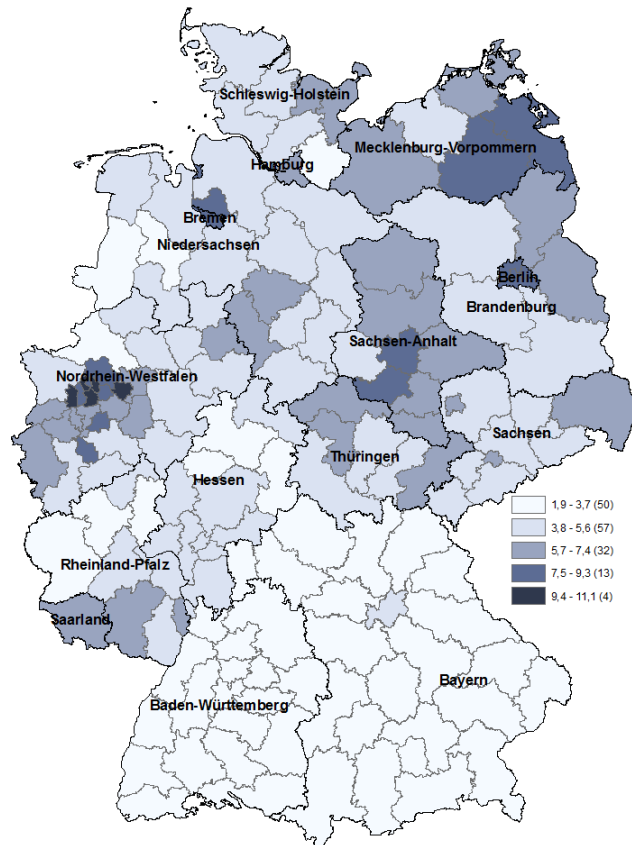 Schleswig-Holstein
Mecklenburg-Vorpommern
Hamburg
Bremen
Niedersachsen
Berlin
Brandenburg
Sachsen-Anhalt
Nordrhein-Westfalen
Sachsen
Thüringen
Hessen
1,9 - 3,7 (50)
3,8 - 5,6 (57)
5,7 - 7,4 (32)
7,5 - 9,3 (13)
9,4 - 11,1 (4)
Rheinland-Pfalz
Saarland
Bayern
Baden-Württemberg